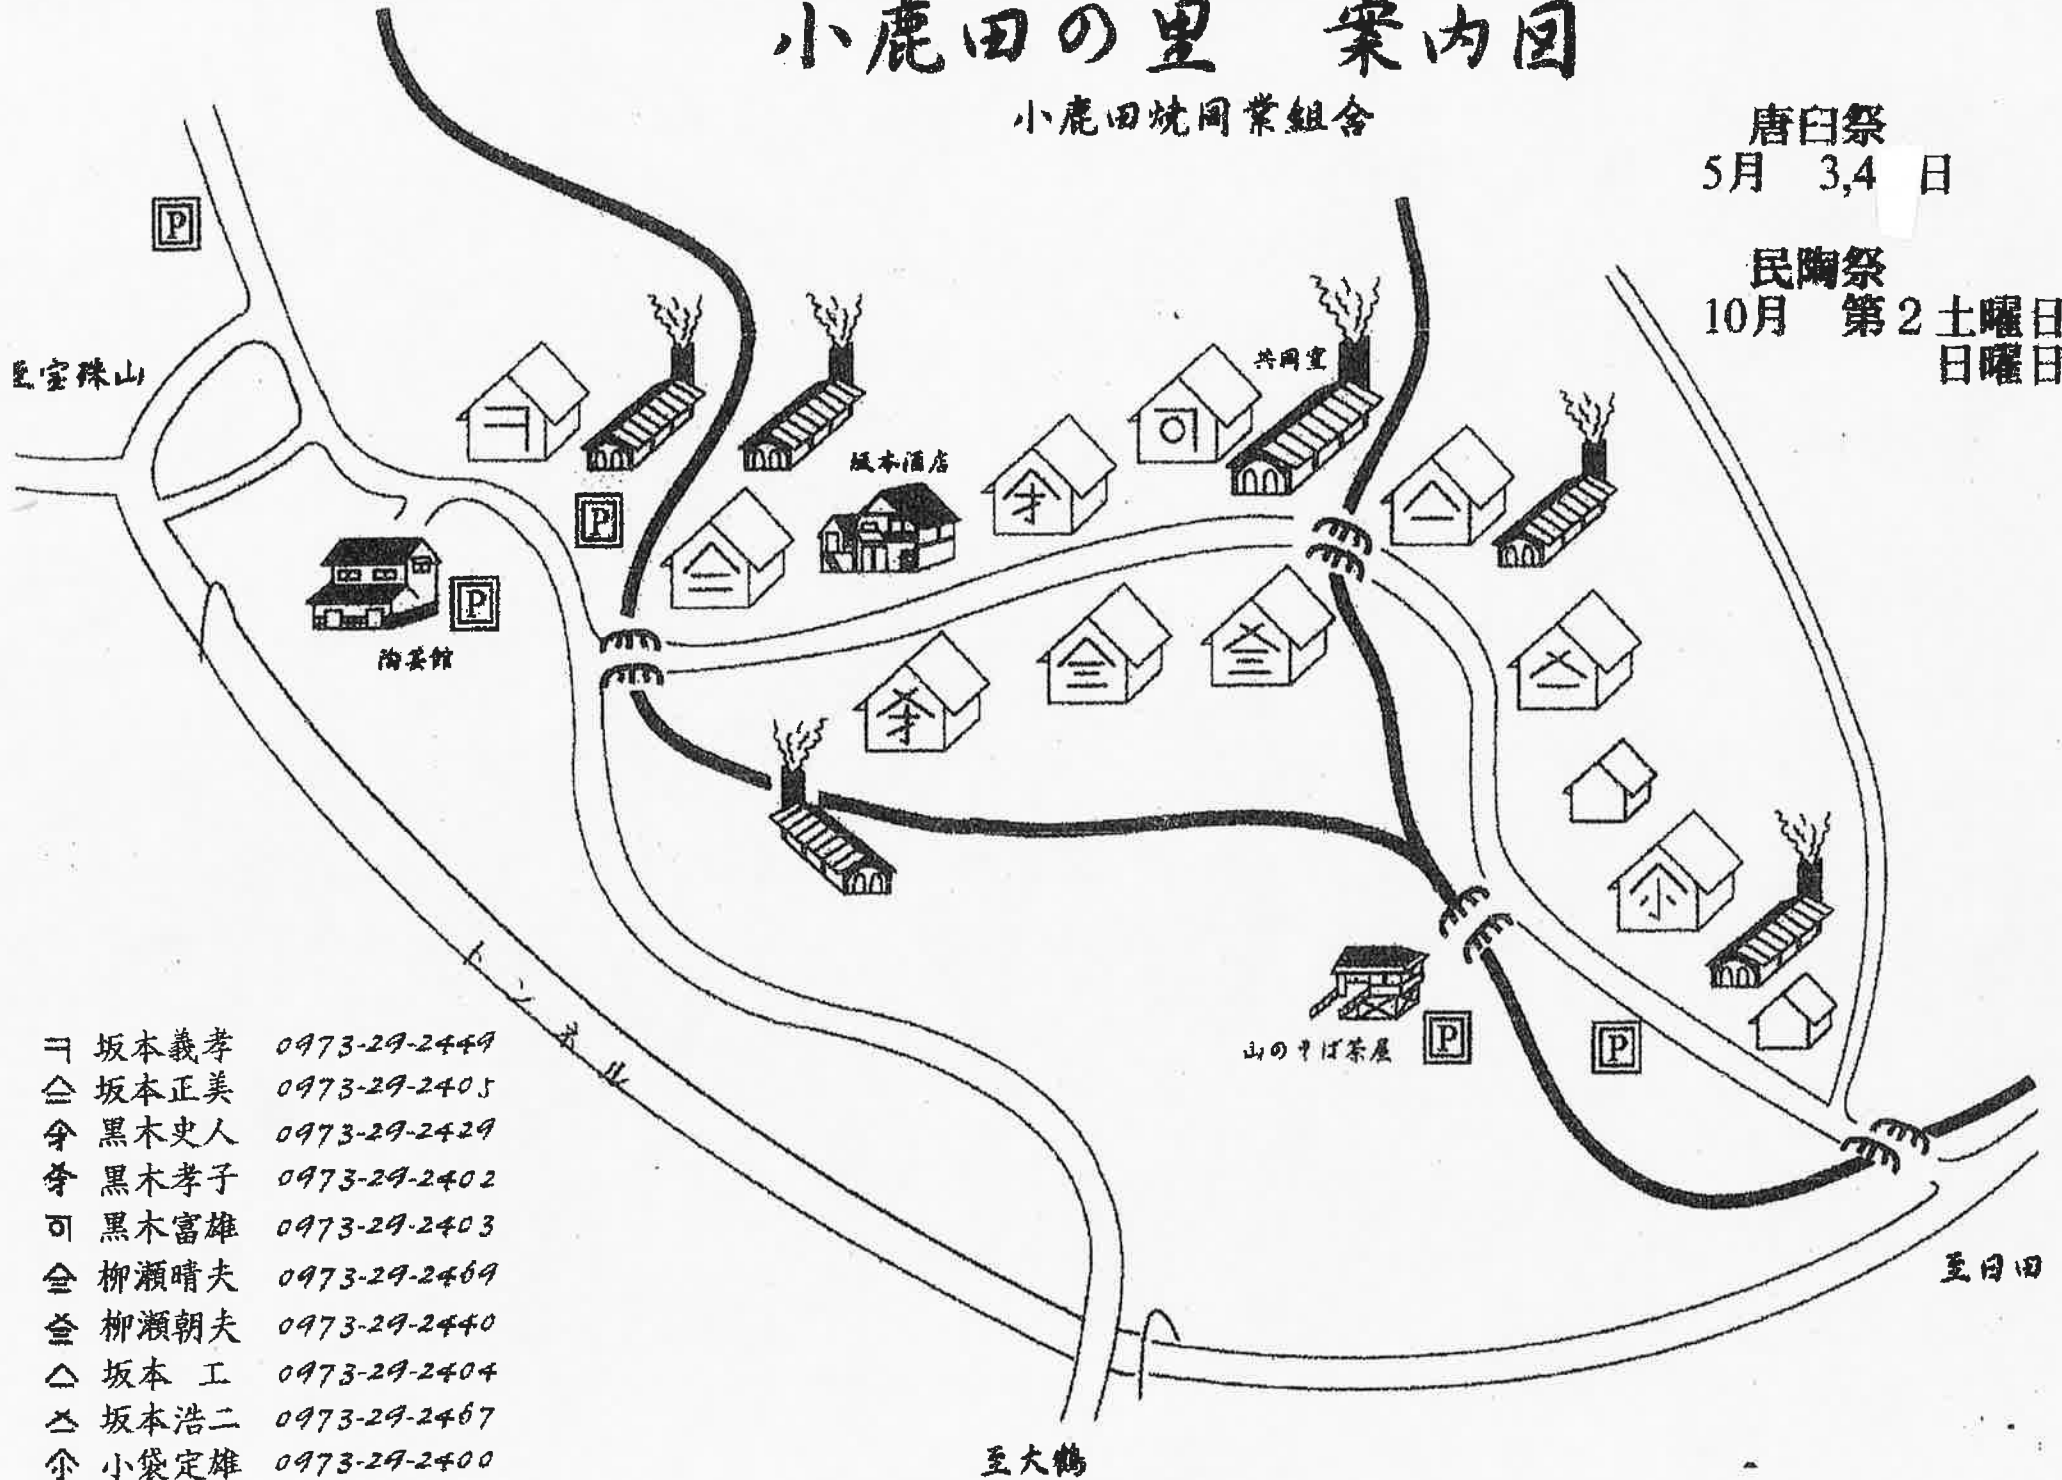 小鹿田の里　案内図
小鹿田焼同業組合
唐臼祭
5月　3,4　日
民陶祭
10月　第2土曜日
日曜日
P
至宝珠山
共同窯
坂本酒店
P
P
陶芸館
トンネル
山のそば茶屋
P
P
至日田
至大鶴
坂本義孝　0973-29-2449
坂本正美　0973-29-2405
黒木史人　0973-29-2429
黒木孝子　0973-29-2402
黒木富雄　0973-29-2403
柳瀬晴夫　0973-29-2469
柳瀬朝夫　0973-29-2440
坂本　工　0973-29-2404
坂本浩二　0973-29-2467
小袋定雄　0973-29-2400